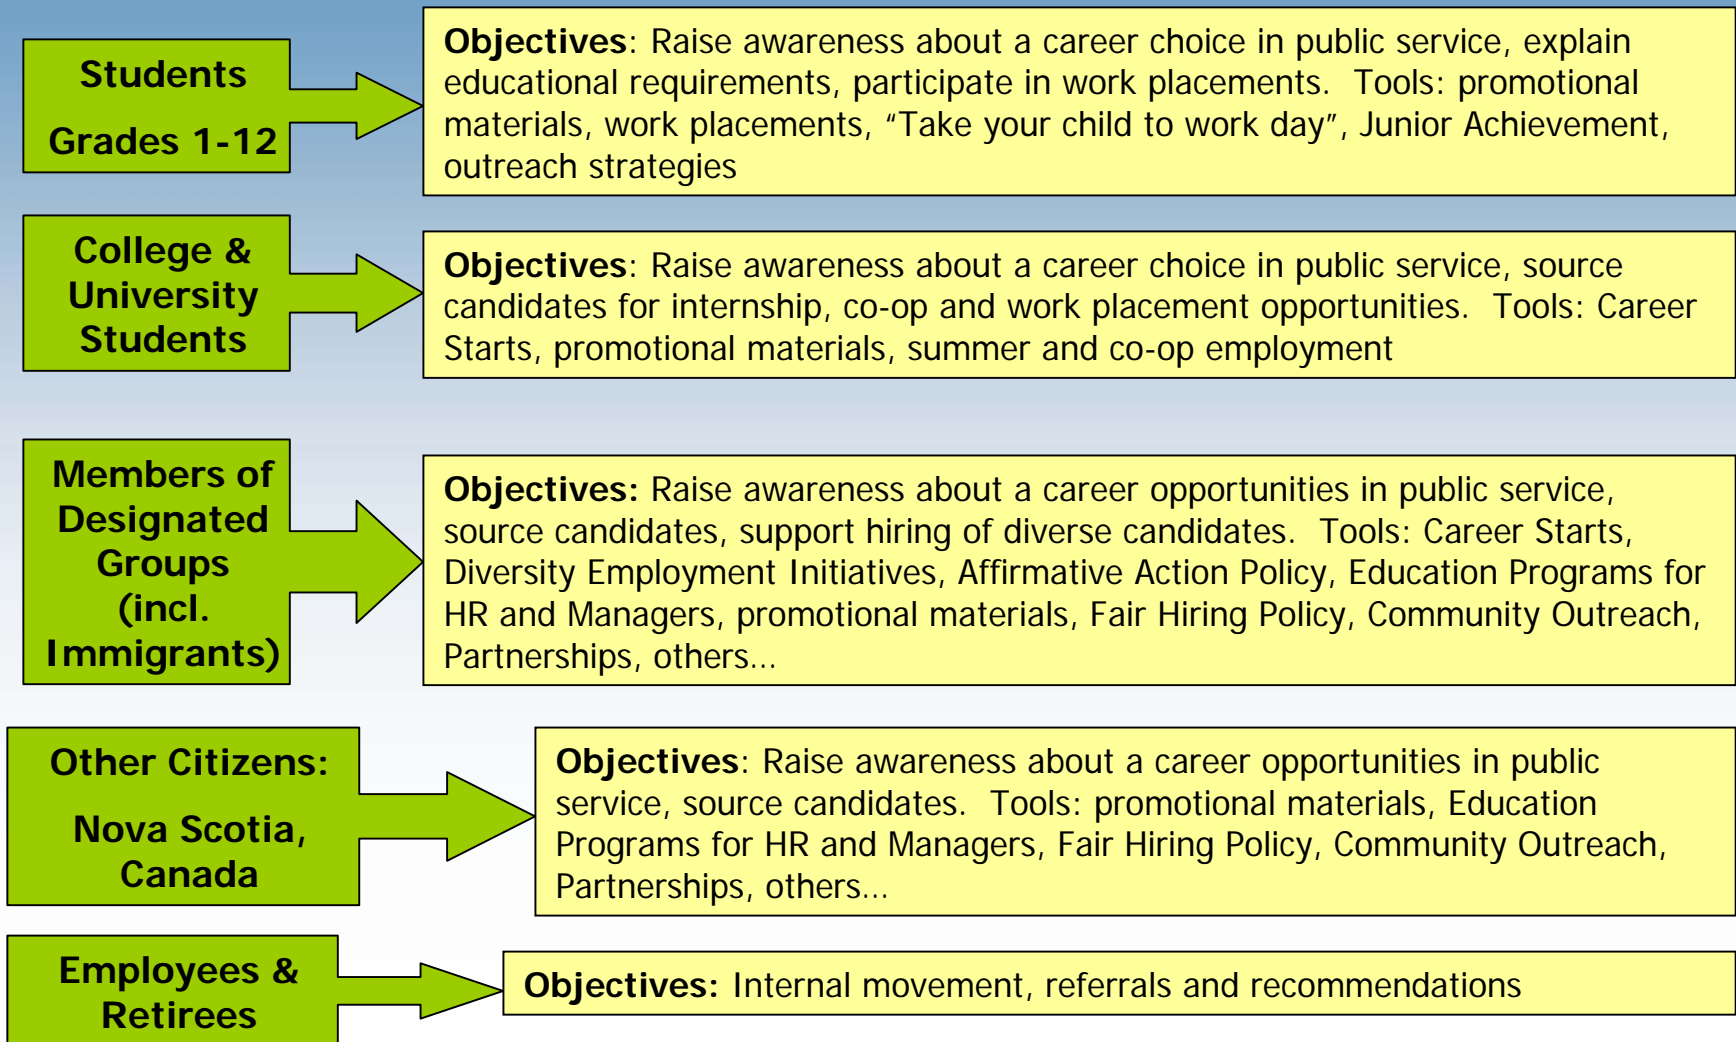 Students
Grades 1-12
Objectives: Raise awareness about a career choice in public service, explain
educational requirements, participate in work placements.  Tools: promotional
materials, work placements, “Take your child to work day”, Junior Achievement,
outreach strategies
College &
University
Students
Objectives: Raise awareness about a career choice in public service, source
candidates for internship, co-op and work placement opportunities.  Tools: Career
Starts, promotional materials, summer and co-op employment
Members of
Designated
Groups
(incl.
Immigrants)
Objectives: Raise awareness about a career opportunities in public service,
source candidates, support hiring of diverse candidates.  Tools: Career Starts,
Diversity Employment Initiatives, Affirmative Action Policy, Education Programs for
HR and Managers, promotional materials, Fair Hiring Policy, Community Outreach,
Partnerships, others…
Other Citizens:
Nova Scotia,
Canada
Objectives: Raise awareness about a career opportunities in public
service, source candidates.  Tools: promotional materials, Education
Programs for HR and Managers, Fair Hiring Policy, Community Outreach,
Partnerships, others…
Employees &
Retirees
Objectives: Internal movement, referrals and recommendations